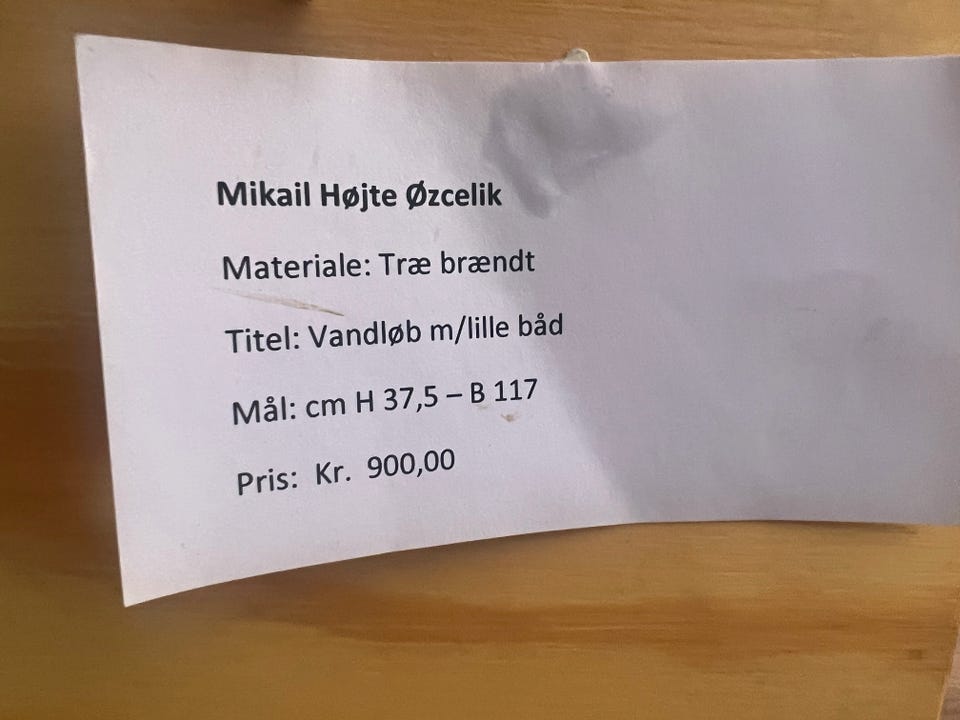 Mikail Højte Øzcelik
Materiale: Træ brændt
Titel: Vandløb m/lille båd
Mål: cm H 37,5 – B 117
Pris: Kr. 900,00